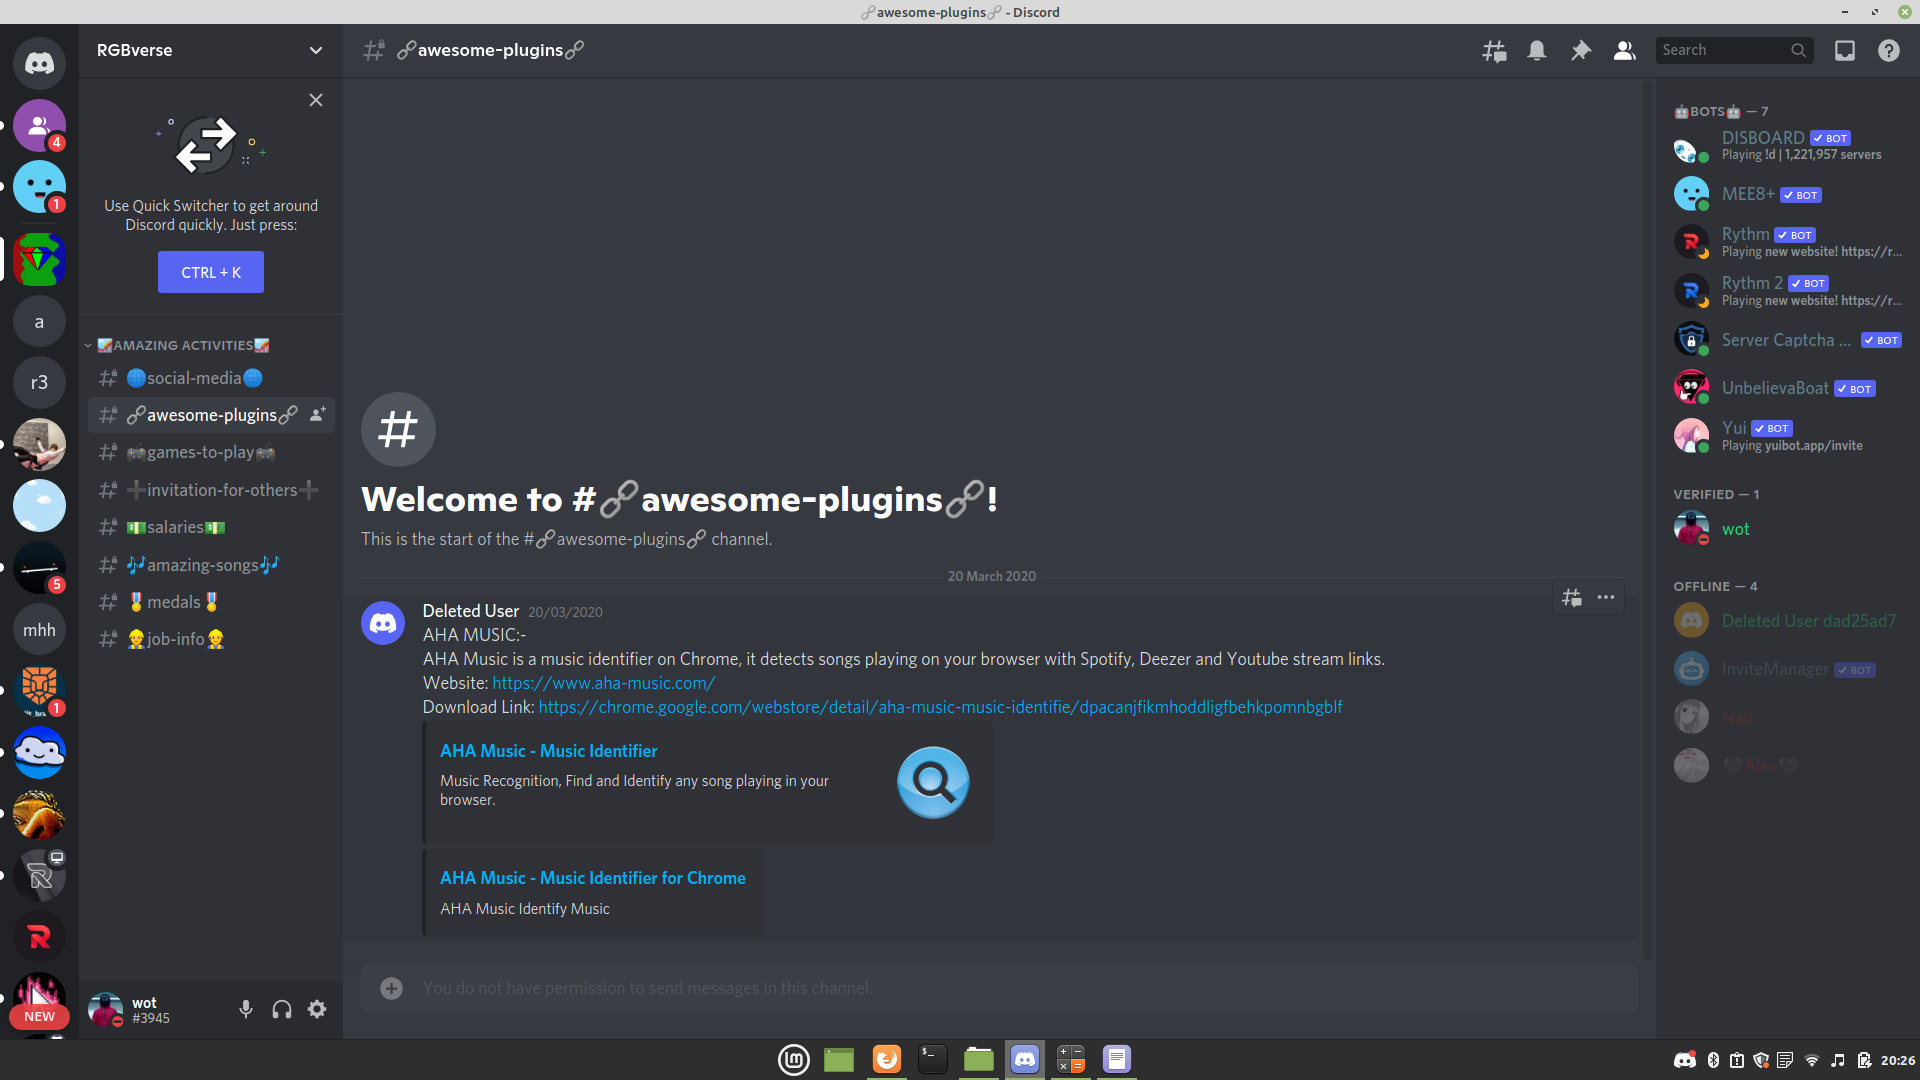 🔗awesome-plugins🔗 - Discord
RGBverse
🔗awesome-plugins🔗
Search
4
1
a
r3
5
mhh
1
NEW
Use Quick Switcher to get around
Discord quickly. Just press:
CTRL + K
AMAZING ACTIVITIES
🌐social-media🌐
🔗awesome-plugins🔗
🎮games-to-play🎮
➕invitation-for-others➕
💵salaries💵
🎶amazing-songs🎶
🎖medals🎖
👷job-info👷
wot
#3945
Welcome to #🔗awesome-plugins🔗!
This is the start of the #🔗awesome-plugins🔗 channel.
20 March 2020
Deleted User 20/03/2020
AHA MUSIC:-
AHA Music is a music identifier on Chrome, it detects songs playing on your browser with Spotify, Deezer and Youtube stream links.
Website: https://www.aha-music.com/
Download Link: https://chrome.google.com/webstore/detail/aha-music-music-identifie/dpacanjfikmhoddligfbehkpomnbgblf
AHA Music - Music Identifier
Music Recognition, Find and Identify any song playing in your
browser.
AHA Music - Music Identifier for Chrome
AHA Music Identify Music
You do not have permission to send messages in this channel.
🤖BOTS🤖 — 7
DISBOARD ✓ BOT
Playing !d | 1,221,957 servers
MEE8+ ✓ BOT
Rythm ✓ BOT
Playing new website! https://r...
Rythm 2 ✓ BOT
Playing new website! https://r...
Server Captcha ... ✓ BOT
UnbelievaBoat ✓ BOT
Yui ✓ BOT
Playing yuibot.app/invite
VERIFIED — 1
wot
OFFLINE — 4
Deleted User dad25ad7
InviteManager ✓ BOT
Nafi
🖤Alex🖤
20:26